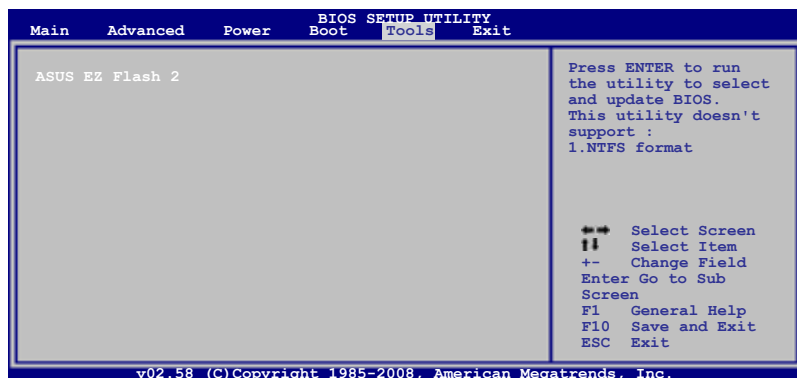 BIOS SETUP UTILITY
Main Advanced Power Boot Tools Exit
ASUS EZ Flash 2
Press ENTER to run
the utility to select
and update BIOS.
This utility doesn't
support :
1.NTFS format
Select Screen
Select Item
+- Change Field
Enter Go to Sub
Screen
F1 General Help
F10 Save and Exit
ESC Exit
v02.58 (C)Copyright 1985-2008, American Megatrends, Inc.